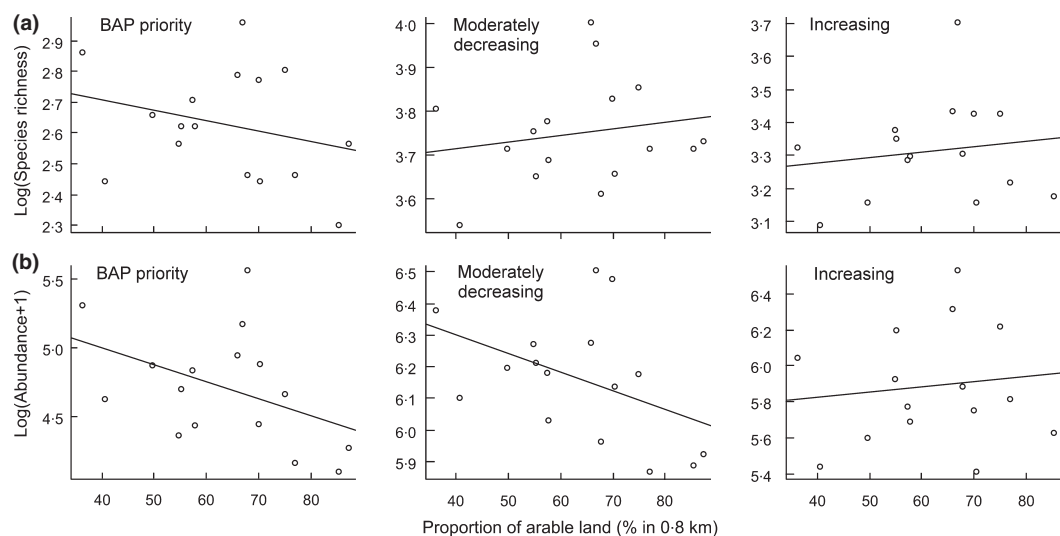 (a)
Log(Species richness)
BAP priority
2·9
2·8
2·7
2·6
2·5
2·4
2·3
Moderately
decreasing
4·0
3·9
3·8
3·7
3·6
Increasing
3·7
3·6
3·5
3·4
3·3
3·2
3·1
(b)
Log(Abundance+1)
BAP priority
5·5
5·0
4·5
40 50 60 70 80
Moderately
decreasing
6·5
6·4
6·3
6·2
6·1
6·0
5·9
40 50 60 70 80
Increasing
6·4
6·2
6·0
5·8
5·6
5·4
40 50 60 70 80
Proportion of arable land (% in 0·8 km)